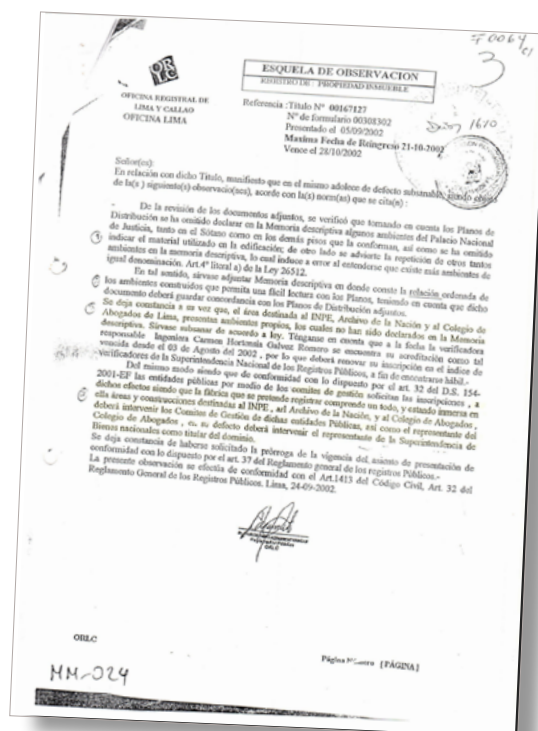 F0064
3
ORLC
OFICINA REGISTRAL DE
LIMA Y CALLAO
OFICINA LIMA
ESQUELA DE OBSERVACION
REGISTRO DE : PROPIEDAD INMUEBLE
Referencia :Título Nº 00167127
Nº de formulario 00308302
Presentado el 05/09/2002
Maxima Fecha de Reingreso 21-10-2002
Vence el 28/10/2002
1610
Señor(es):
En relación con dicho Título, manifiesto que en el mismo adolece de defecto subsanable, siendo objeto
de la(s) siguiente(s) observacio(nes), acorde con la(s) norm(as) que se cita(n) :
De la revisión de los documentos adjuntos, se verificó que tomando en cuenta los Planos de
Distribución se ha omitido declarar en la Memoria descriptiva algunos ambientes del Palacio Nacional
de Justicia, tanto en el Sótano como en los demás pisos que la conforman, asi como se ha omitido
indicar el material utilizado en la edificación; de otro lado se advierte la repetición de otros tantos
ambientes en la memoria descriptiva, lo cual induce a error al entenderse que existe más ambientes de
igual denominación. Art.4º literal a) de la Ley 26512.
En tal sentido, sírvase adjuntar Memoria descriptiva en donde conste la relación ordenada de
los ambientes construidos que permita una fácil lectura con los Planos, teniendo en cuenta que dicho
documento deberá guardar concordancia con los Planos de Distribución adjuntos.
Se deja constancia a su vez que, el área destinada al INPE, Archivo de la Nación y al Colegio de
Abogados de Lima, presentan ambientes propios, los cuales no han sido declarados en la Memoria
descriptiva. Sírvase subsanar de acuerdo a ley. Téngase en cuenta que a la fecha la verificadora
responsable Ingeniera Carmen Hortensia Galvez Romero se encuentra su acreditación como tal
vencida desde el 03 de Agosto del 2002 , por lo que deberá renovar su inscripción en el índice de
verificadores de la Superintendencia Nacional de los Registros Públicos, a fin de encontrarse hábil.-
Del mismo modo siendo que de conformidad con lo dispuesto por el art. 32 del D.S. 154-
2001-EF las entidades públicas por medio de los comités de gestión solicitan las inscripciones , a
dichos efectos siendo que la fábrica que se pretende registrar comprende un todo, y estando inmersa en
ella áreas y construcciones destinadas al INPE , al Archivo de la Nación, y al Colegio de Abogados ,
deberá intervenir los Comités de Gestión de dichas entidades Públicas, así como el representante del
Colegio de Abogados , en su defecto deberá intervenir el representante de la Superintendencia de
Bienes nacionales como titular del dominio.
Se deja constancia de haberse solicitado la prórroga de la vigencia del asiento de presentación de
conformidad con lo dispuesto por el art. 37 del Reglamento general de los registros Públicos.-
La presente observación se efectúa de conformidad con el Art.1413 del Código Civil, Art. 32 del
Reglamento General de los Registros Públicos. Lima, 24-09-2002.
ORLC
ORLC
Página Número [PÁGINA]
MM-024